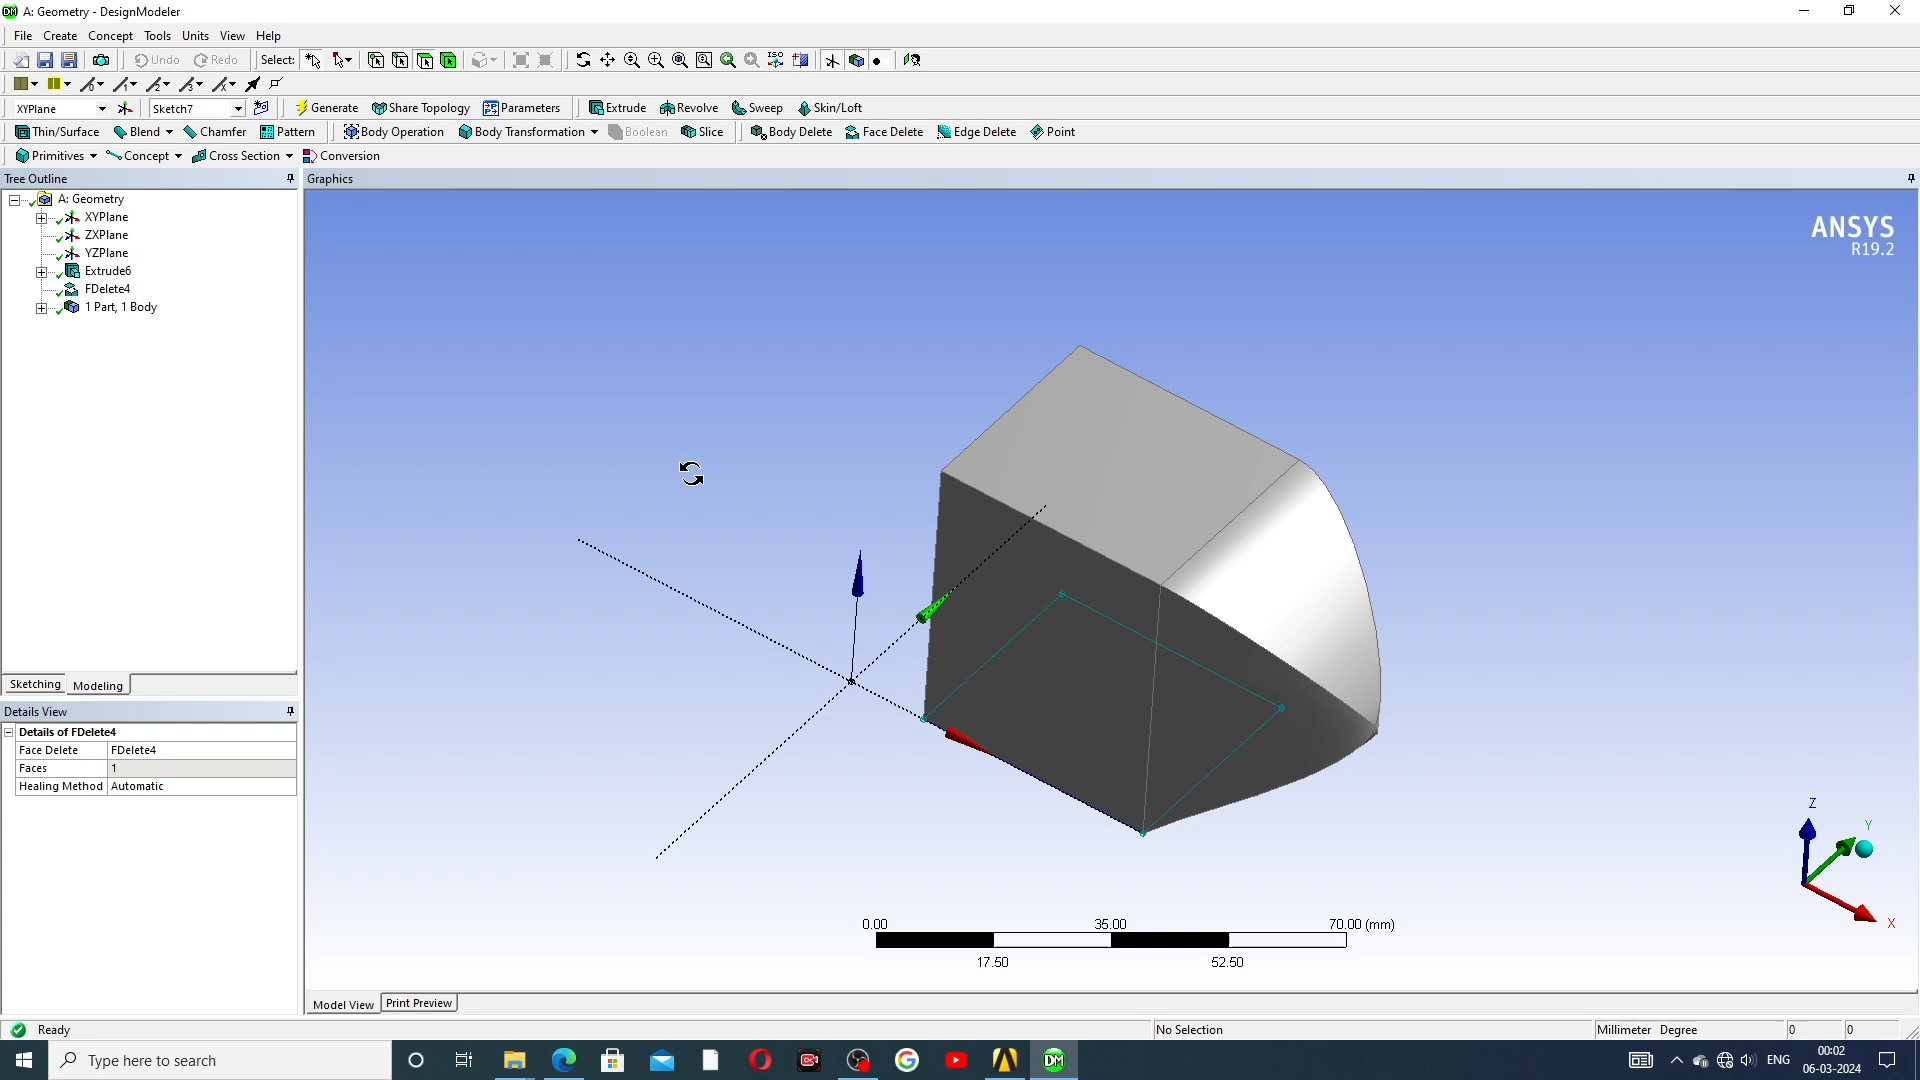 A: Geometry - DesignModeler
File Create Concept Tools Units View Help
Undo Redo Select:
XYPlane Sketch7 Generate Share Topology Parameters Extrude Revolve Sweep Skin/Loft
Thin/Surface Blend Chamfer Pattern Body Operation Body Transformation Boolean Slice Body Delete Face Delete Edge Delete Point
Primitives Concept Cross Section Conversion
Tree Outline
Graphics
A: Geometry
XYPlane
ZXPlane
YZPlane
Extrude6
FDelete4
1 Part, 1 Body
ANSYS
R19.2
Sketching Modeling
Details View
Details of FDelete4
Face Delete FDelete4
Faces 1
Healing Method Automatic
Z
Y
X
0.00 35.00 70.00 (mm)
17.50 52.50
Model View Print Preview
Ready No Selection Millimeter Degree 0 0
Type here to search
DM
ENG
00:02
06-03-2024